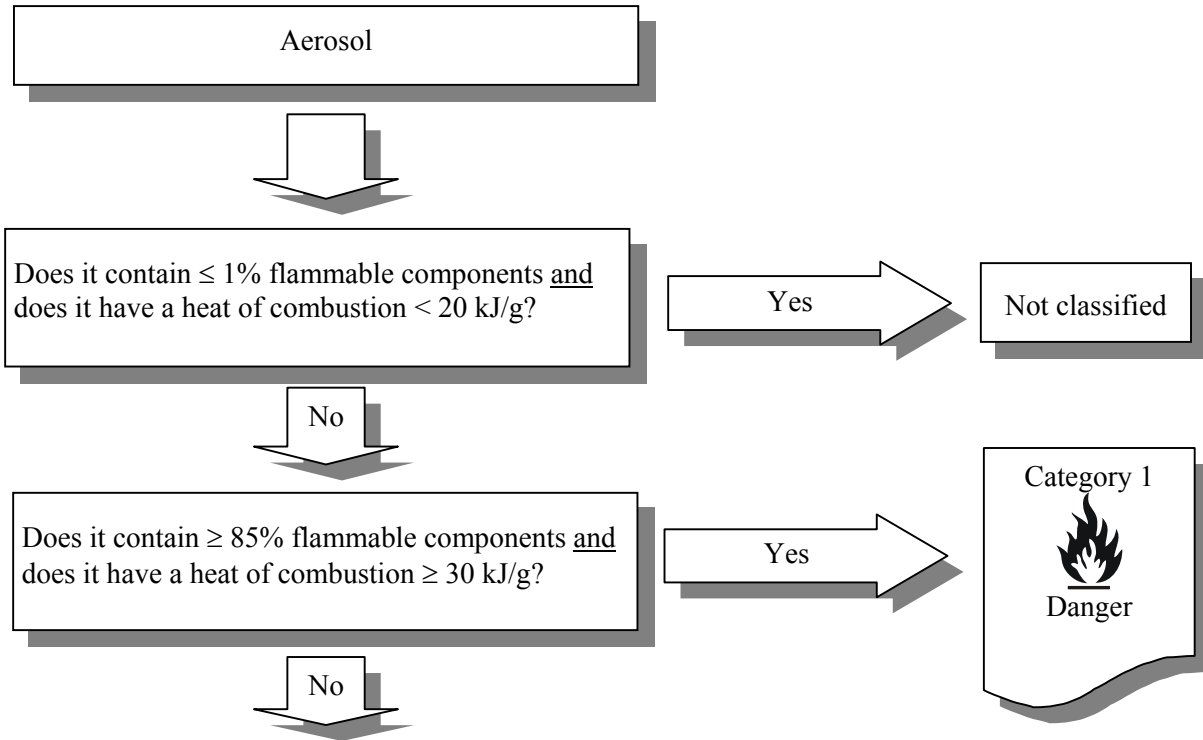 Aerosol
Does it contain ≤ 1% flammable components and
does it have a heat of combustion < 20 kJ/g?
Yes
Not classified
No
Does it contain ≥ 85% flammable components and
does it have a heat of combustion ≥ 30 kJ/g?
Yes
Category 1
Danger
No